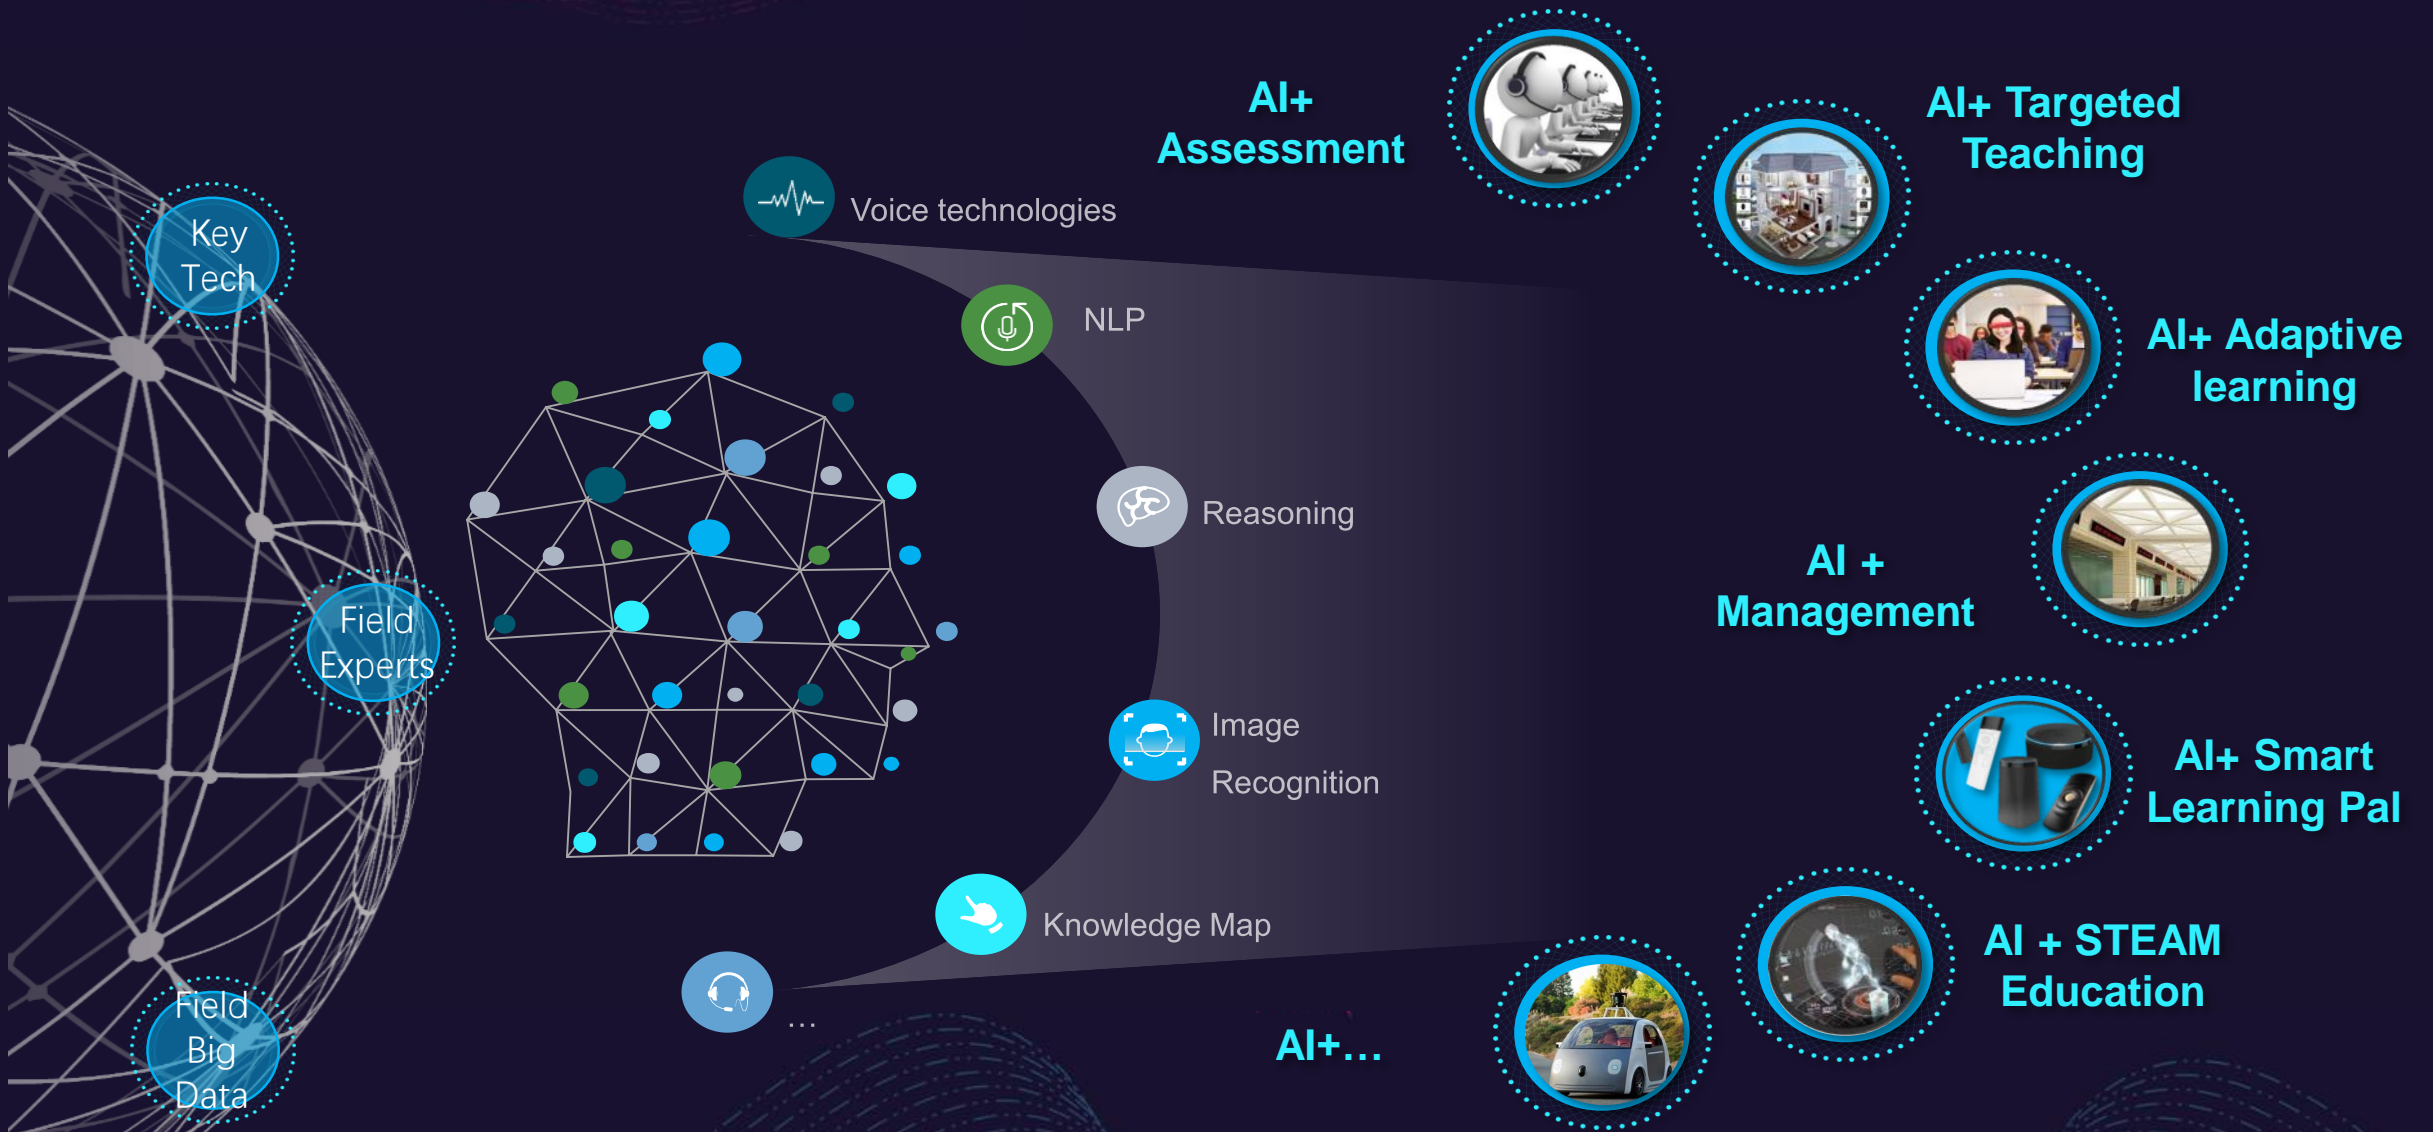 Key
Tech
Field
Experts
Field
Big
Data
Voice technologies
NLP
Reasoning
Image
Recognition
Knowledge Map
...
AI+
Assessment
AI+ Targeted
Teaching
AI+ Adaptive
learning
AI +
Management
AI+ Smart
Learning Pal
AI + STEAM
Education
AI+...